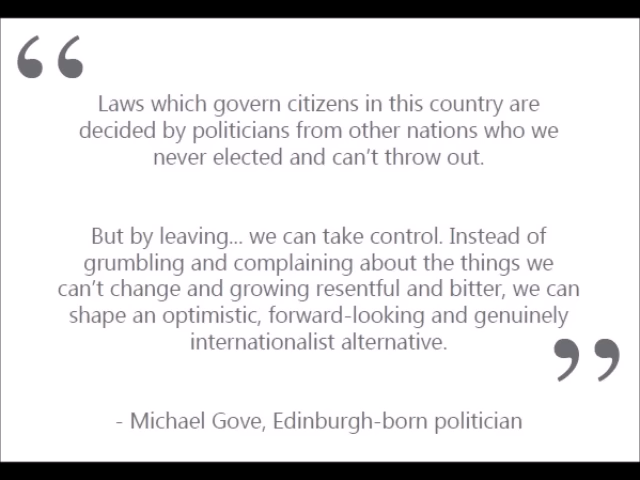 “
Laws which govern citizens in this country are
decided by politicians from other nations who we
never elected and can’t throw out.
But by leaving... we can take control. Instead of
grumbling and complaining about the things we
can’t change and growing resentful and bitter, we can
shape an optimistic, forward-looking and genuinely
internationalist alternative.
”
- Michael Gove, Edinburgh-born politician